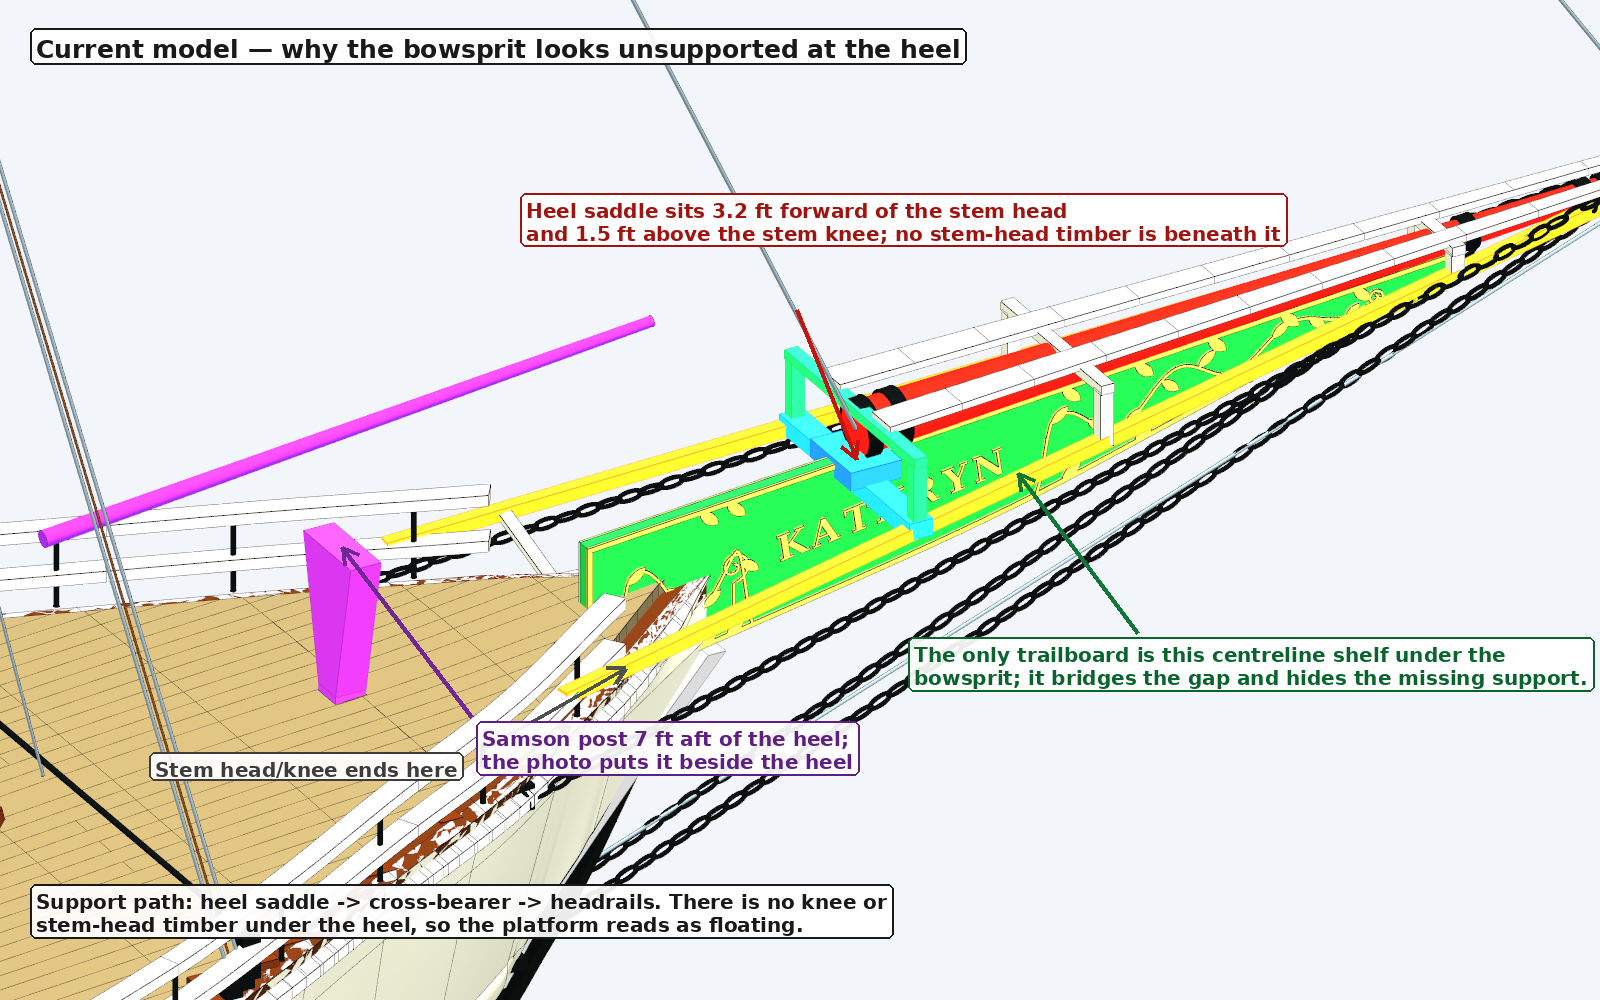 Current model — why the bowsprit looks unsupported at the heel
Heel saddle sits 3.2 ft forward of the stem head
and 1.5 ft above the stem knee; no stem-head timber is beneath it
The only trailboard is this centreline shelf under the
bowsprit; it bridges the gap and hides the missing support.
Samson post 7 ft aft of the heel;
the photo puts it beside the heel
Stem head/knee ends here
Support path: heel saddle -> cross-bearer -> headrails. There is no knee or
stem-head timber under the heel, so the platform reads as floating.